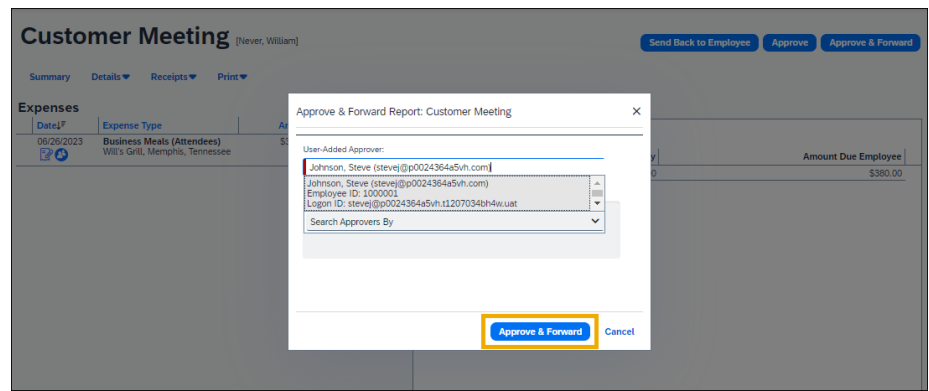 Customer Meeting [Never, William]
Send Back to Employee Approve Approve & Forward
Summary Details Receipts Print
Expenses
Date Expense Type
06/26/2023 Business Meals (Attendees)
Will's Grill, Memphis, Tennessee
Approve & Forward Report: Customer Meeting
User-Added Approver:
Johnson, Steve (stevej@p0024364a5vh.com)
Johnson, Steve (stevej@p0024364a5vh.com)
Employee ID: 1000001
Logon ID: stevej@p0024364a5vh.t1207034bh4w.uat
Search Approvers By
Approve & Forward Cancel
Amount Due Employee
$380.00